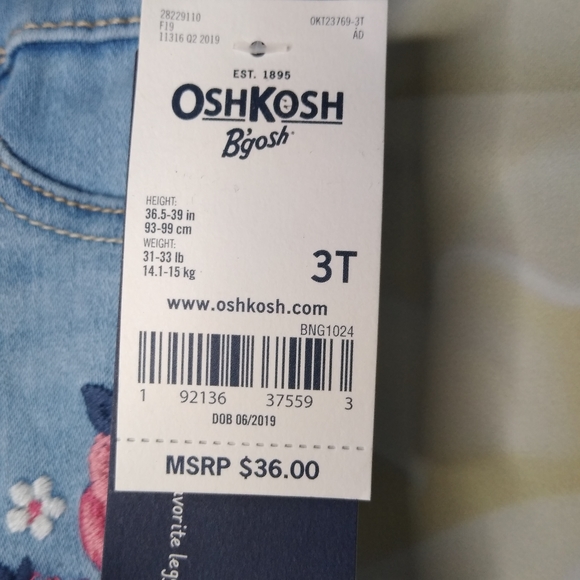 28229110
F19
11316 Q2 2019
OKT23769-3T
AD
EST. 1895
OSHKOSH
B'gosh
HEIGHT:
36.5-39 in
93-99 cm
WEIGHT:
31-33 lb
14.1-15 kg
3T
www.oshkosh.com
BNG1024
1 92136 37559 3
DOB 06/2019
MSRP $36.00
avorite leg